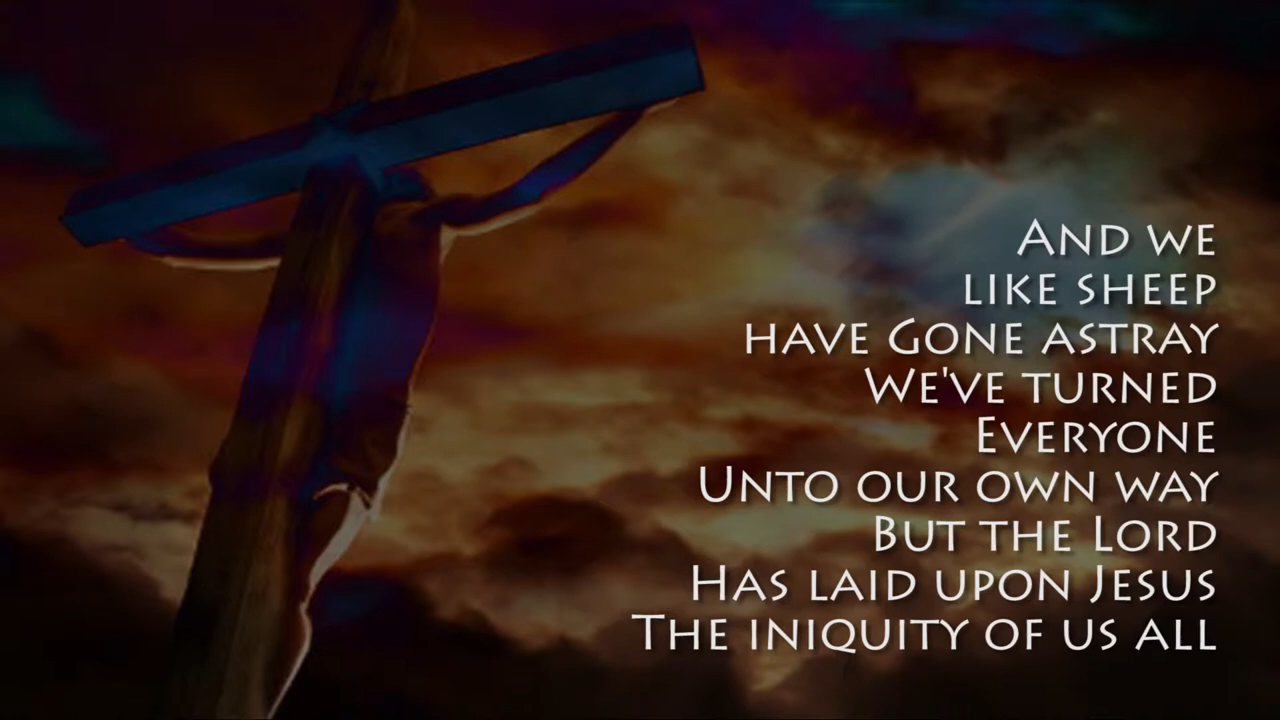 And we
like sheep
have Gone astray
We've turned
Everyone
Unto our own way
But the Lord
Has laid upon Jesus
The iniquity of us all